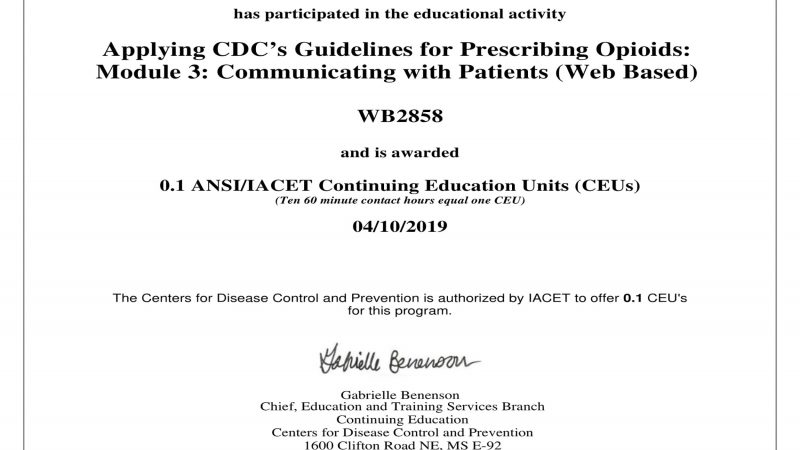 has participated in the educational activity
Applying CDC's Guidelines for Prescribing Opioids:
Module 3: Communicating with Patients (Web Based)
WB2858
and is awarded
0.1 ANSI/IACET Continuing Education Units (CEUs)
(Ten 60 minute contact hours equal one CEU)
04/10/2019
The Centers for Disease Control and Prevention is authorized by IACET to offer 0.1 CEU's
for this program.
Gabrielle Benenson
Gabrielle Benenson
Chief, Education and Training Services Branch
Continuing Education
Centers for Disease Control and Prevention
1600 Clifton Road NE, MS E-92